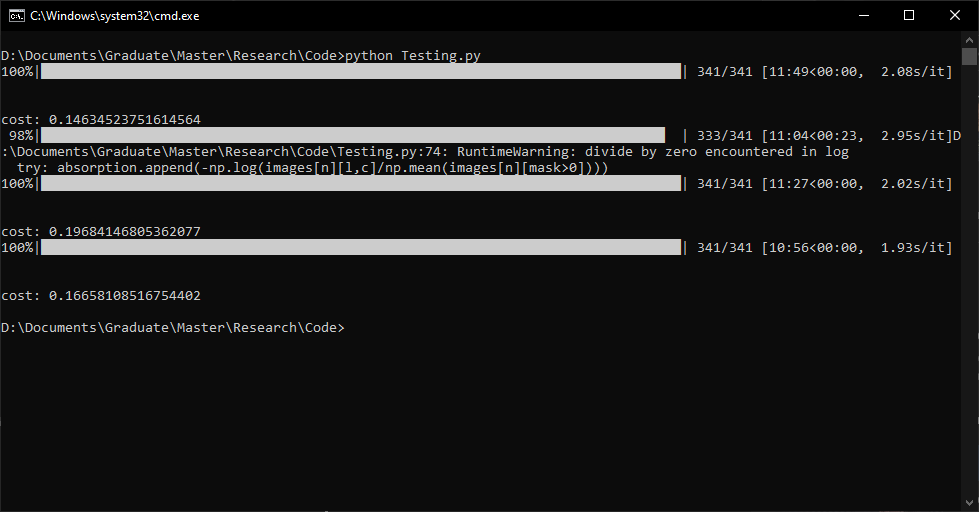 C:\Windows\system32\cmd.exe
D:\Documents\Graduate\Master\Research\Code>python Testing.py
100%| | 341/341 [11:49<00:00, 2.08s/it]
cost: 0.14634523751614564
98%| | 333/341 [11:04<00:23, 2.95s/it]D
:\Documents\Graduate\Master\Research\Code\Testing.py:74: RuntimeWarning: divide by zero encountered in log
try: absorption.append(-np.log(images[n][l,c]/np.mean(images[n][mask>0])))
100%| | 341/341 [11:27<00:00, 2.02s/it]
cost: 0.19684146805362077
100%| | 341/341 [10:56<00:00, 1.93s/it]
cost: 0.16658108516754402
D:\Documents\Graduate\Master\Research\Code>